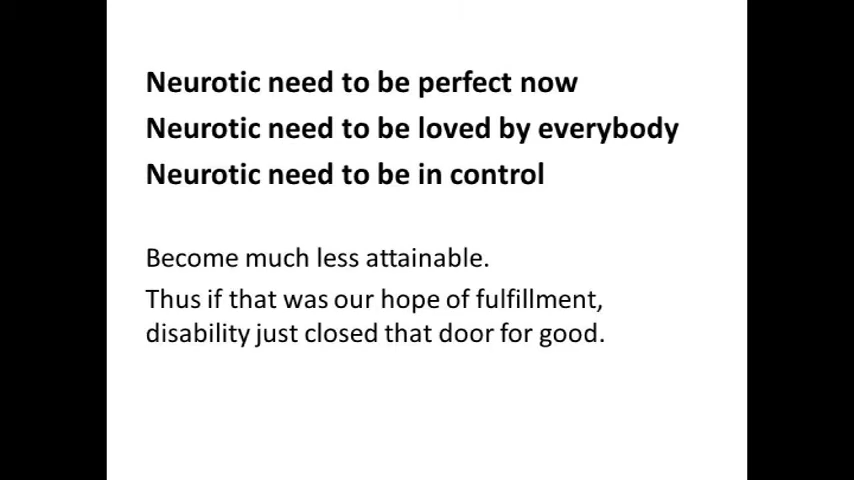 Neurotic need to be perfect now
Neurotic need to be loved by everybody
Neurotic need to be in control
Become much less attainable.
Thus if that was our hope of fulfillment,
disability just closed that door for good.